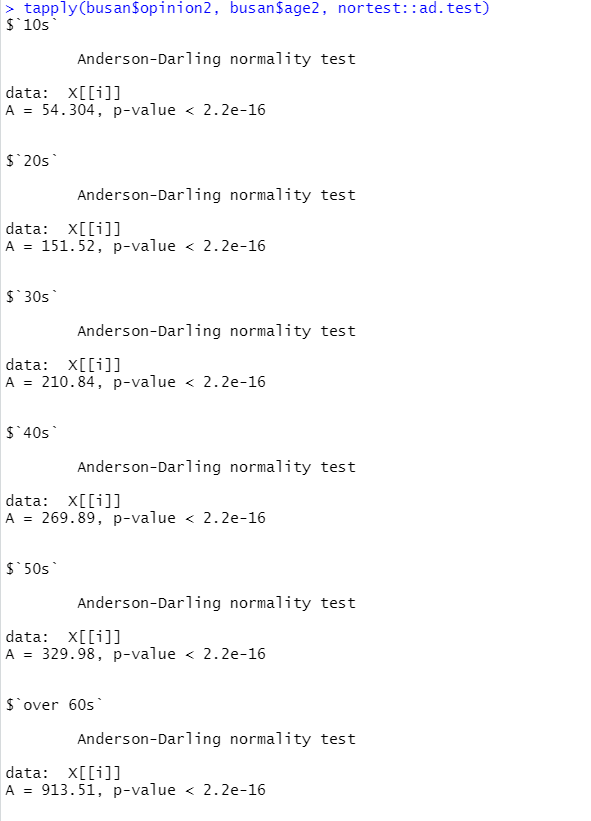 > tapply(busan$opinion2, busan$age2, nortest::ad.test)
$`10s`
Anderson-Darling normality test
data:  X[[i]]
A = 54.304, p-value < 2.2e-16
$`20s`
Anderson-Darling normality test
data:  X[[i]]
A = 151.52, p-value < 2.2e-16
$`30s`
Anderson-Darling normality test
data:  X[[i]]
A = 210.84, p-value < 2.2e-16
$`40s`
Anderson-Darling normality test
data:  X[[i]]
A = 269.89, p-value < 2.2e-16
$`50s`
Anderson-Darling normality test
data:  X[[i]]
A = 329.98, p-value < 2.2e-16
$`over 60s`
Anderson-Darling normality test
data:  X[[i]]
A = 913.51, p-value < 2.2e-16